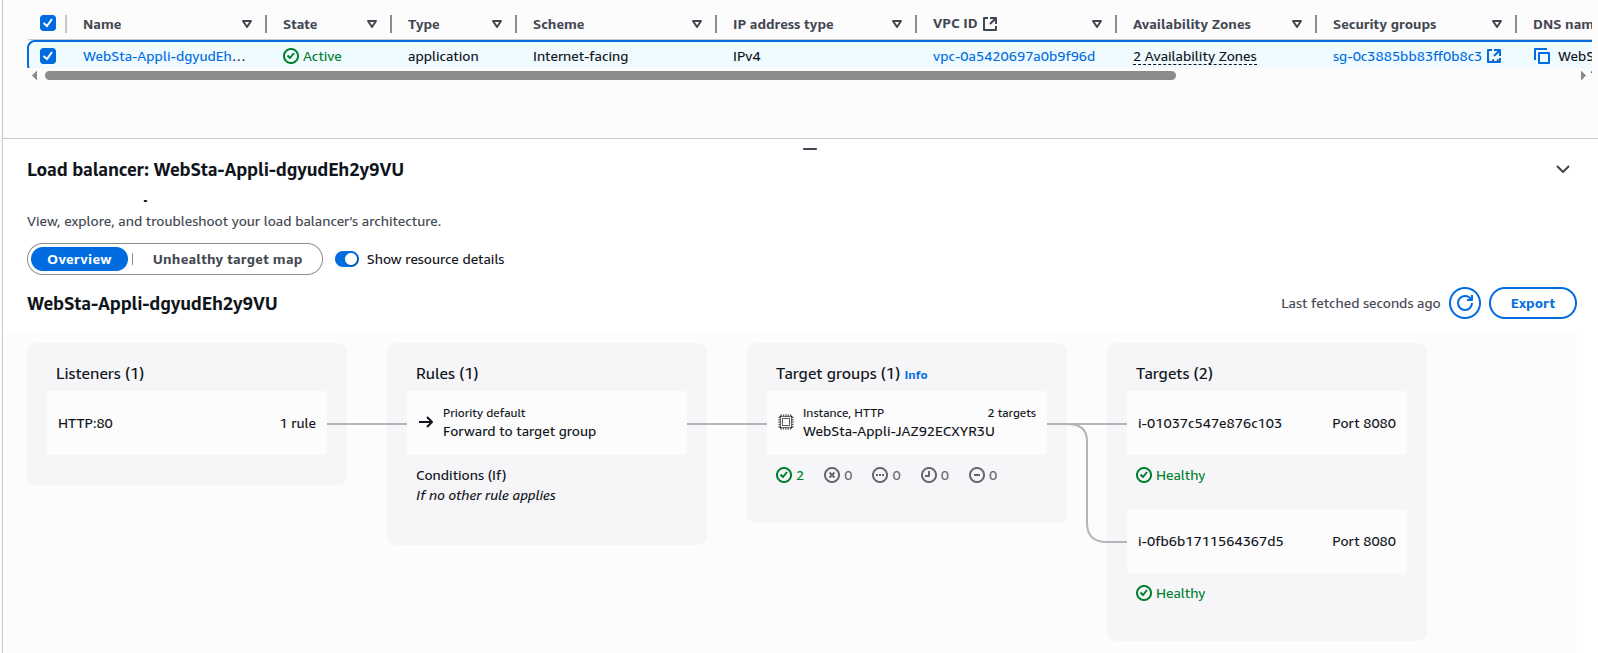 Name State Type Scheme IP address type VPC ID Availability Zones Security groups DNS nam
WebSta-Appli-dgyudEh... Active application Internet-facing IPv4 vpc-0a5420697a0b9f96d 2 Availability Zones sg-0c3885bb83ff0b8c3 WebS
Load balancer: WebSta-Appli-dgyudEh2y9VU
View, explore, and troubleshoot your load balancer's architecture.
Overview Unhealthy target map Show resource details
WebSta-Appli-dgyudEh2y9VU Last fetched seconds ago Export
Listeners (1)
HTTP:80 1 rule
Rules (1)
Priority default
Forward to target group
Conditions (If)
If no other rule applies
Target groups (1) Info
Instance, HTTP 2 targets
WebSta-Appli-JAZ92ECXYR3U
2 0 0 0 0
Targets (2)
i-01037c547e876c103 Port 8080
Healthy
i-0fb6b1711564367d5 Port 8080
Healthy